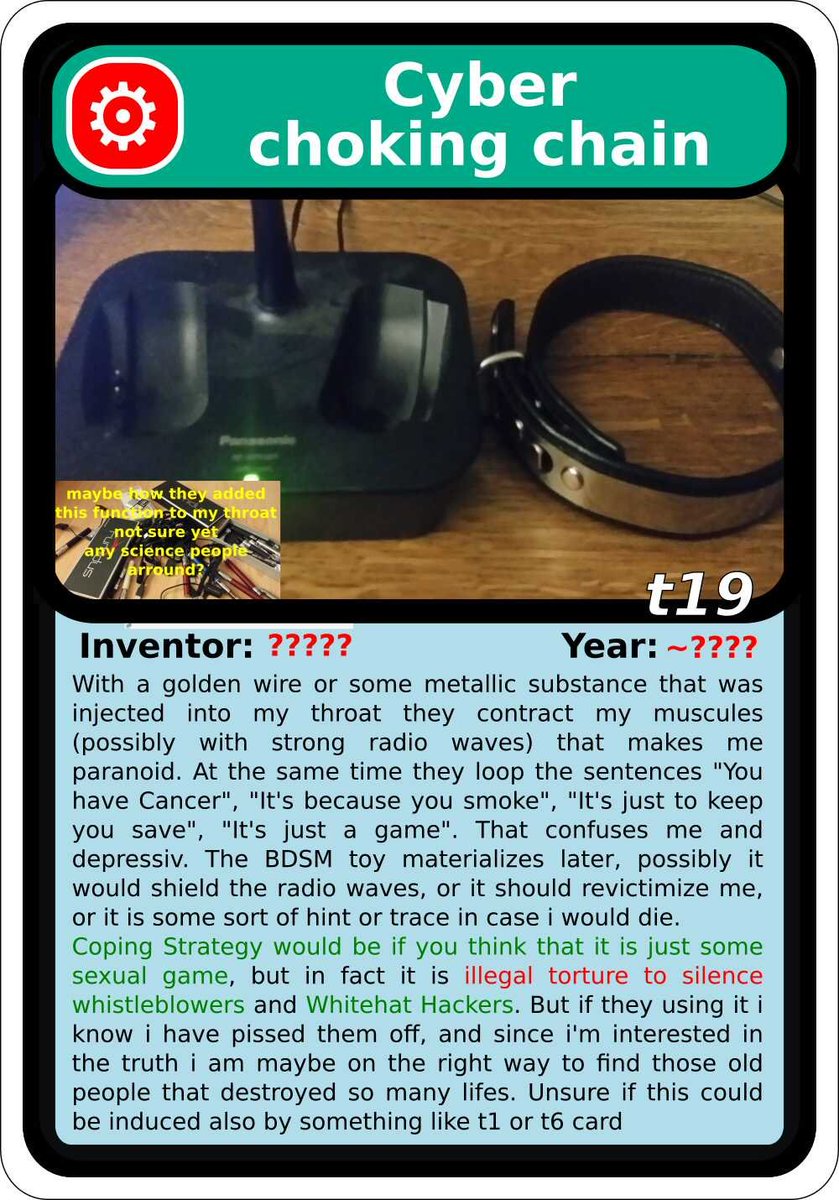 Cyber
choking chain
Panasonic
maybe how they added
this function to my throat
not sure yet
any science people
arround?
t19
Inventor: ?????
Year: ~????
With a golden wire or some metallic substance that was
injected into my throat they contract my muscules
(possibly with strong radio waves) that makes me
paranoid. At the same time they loop the sentences "You
have Cancer", "It's because you smoke", "It's just to keep
you save", "It's just a game". That confuses me and
depressiv. The BDSM toy materializes later, possibly it
would shield the radio waves, or it should revictimize me,
or it is some sort of hint or trace in case i would die.
Coping Strategy would be if you think that it is just some
sexual game, but in fact it is illegal torture to silence
whistleblowers and Whitehat Hackers. But if they using it i
know i have pissed them off, and since i'm interested in
the truth i am maybe on the right way to find those old
people that destroyed so many lifes. Unsure if this could
be induced also by something like t1 or t6 card